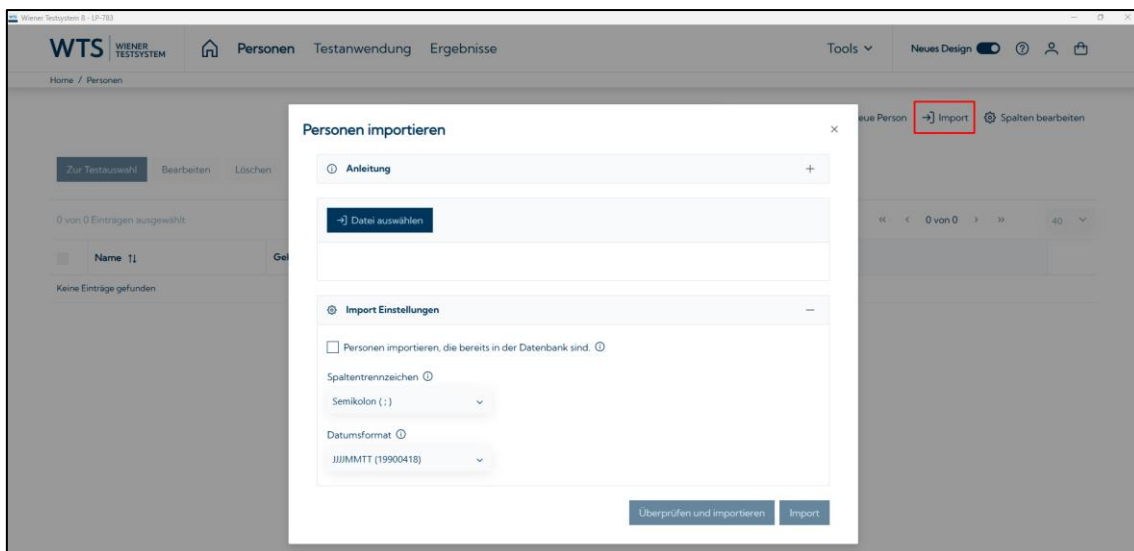 Wiener Testsystem 8 - LP-703
WTS WIENER TESTSYSTEM Personen Testanwendung Ergebnisse Tools Neues Design
Home / Personen
Personen importieren
eue Person Import Spalten bearbeiten
Anleitung
Zur Testauswahl Bearbeiten Löschen
Datei auswählen
0 von 0 Einträgen ausgewählt
0 von 0
40
Name Gel
Keine Einträge gefunden
Import Einstellungen
Personen importieren, die bereits in der Datenbank sind.
Spaltentrennzeichen
Semikolon ( ; )
Datumsformat
JJJJMMTT (19900418)
Überprüfen und importieren Import